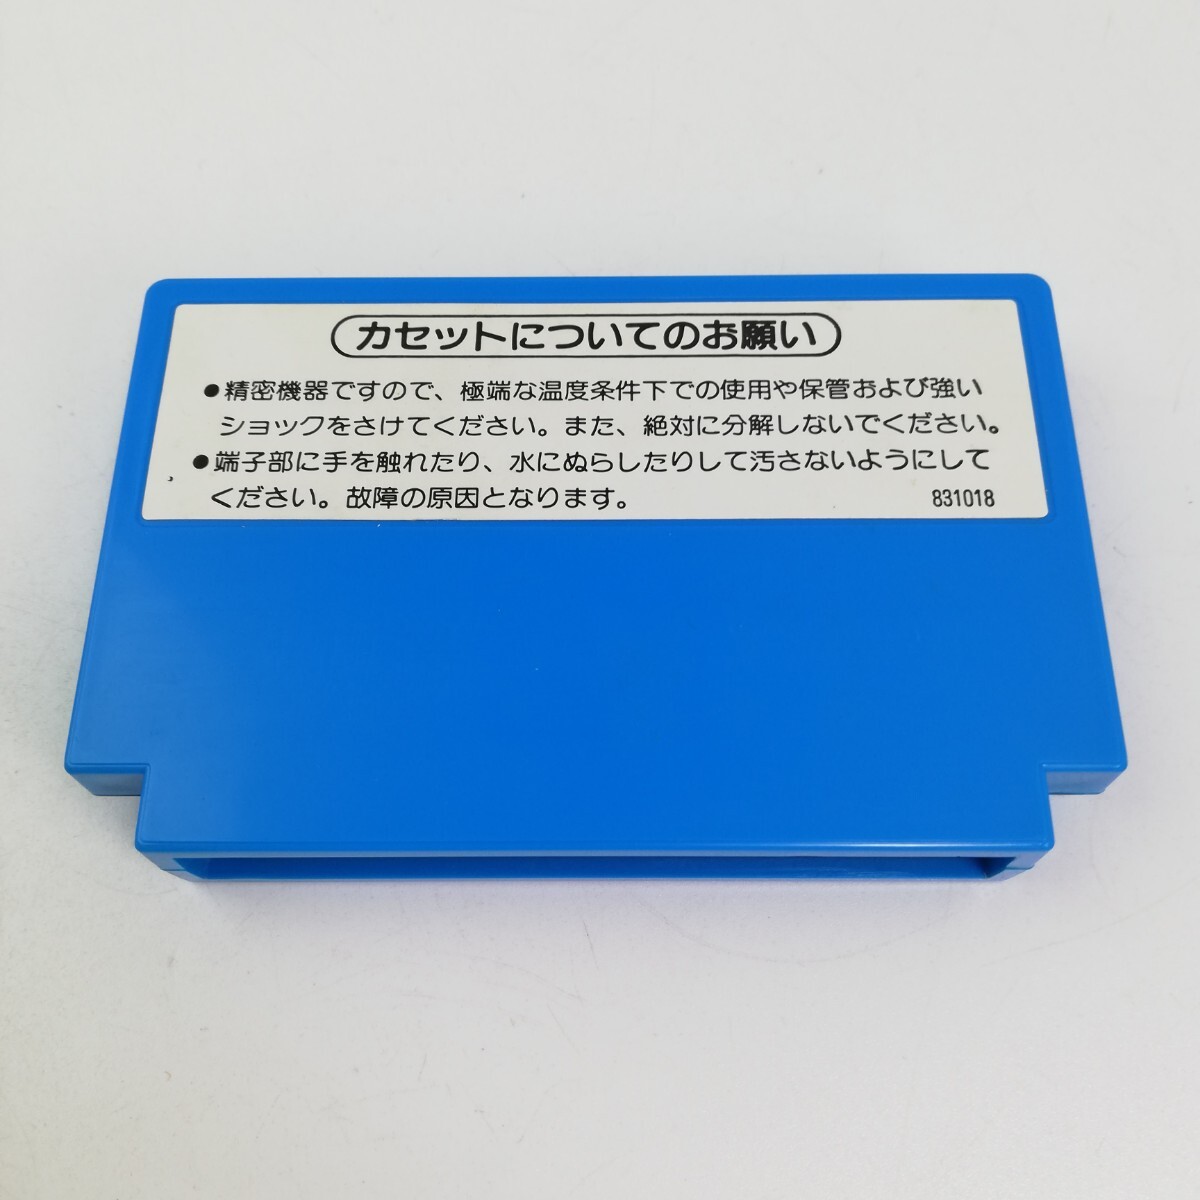 カセットについてのお願い
●精密機器ですので、極端な温度条件下での使用や保管および強い
ショックをさけてください。また、絶対に分解しないでください。
●端子部に手を触れたり、水にぬらしたりして汚さないようにして
ください。故障の原因となります。
831018